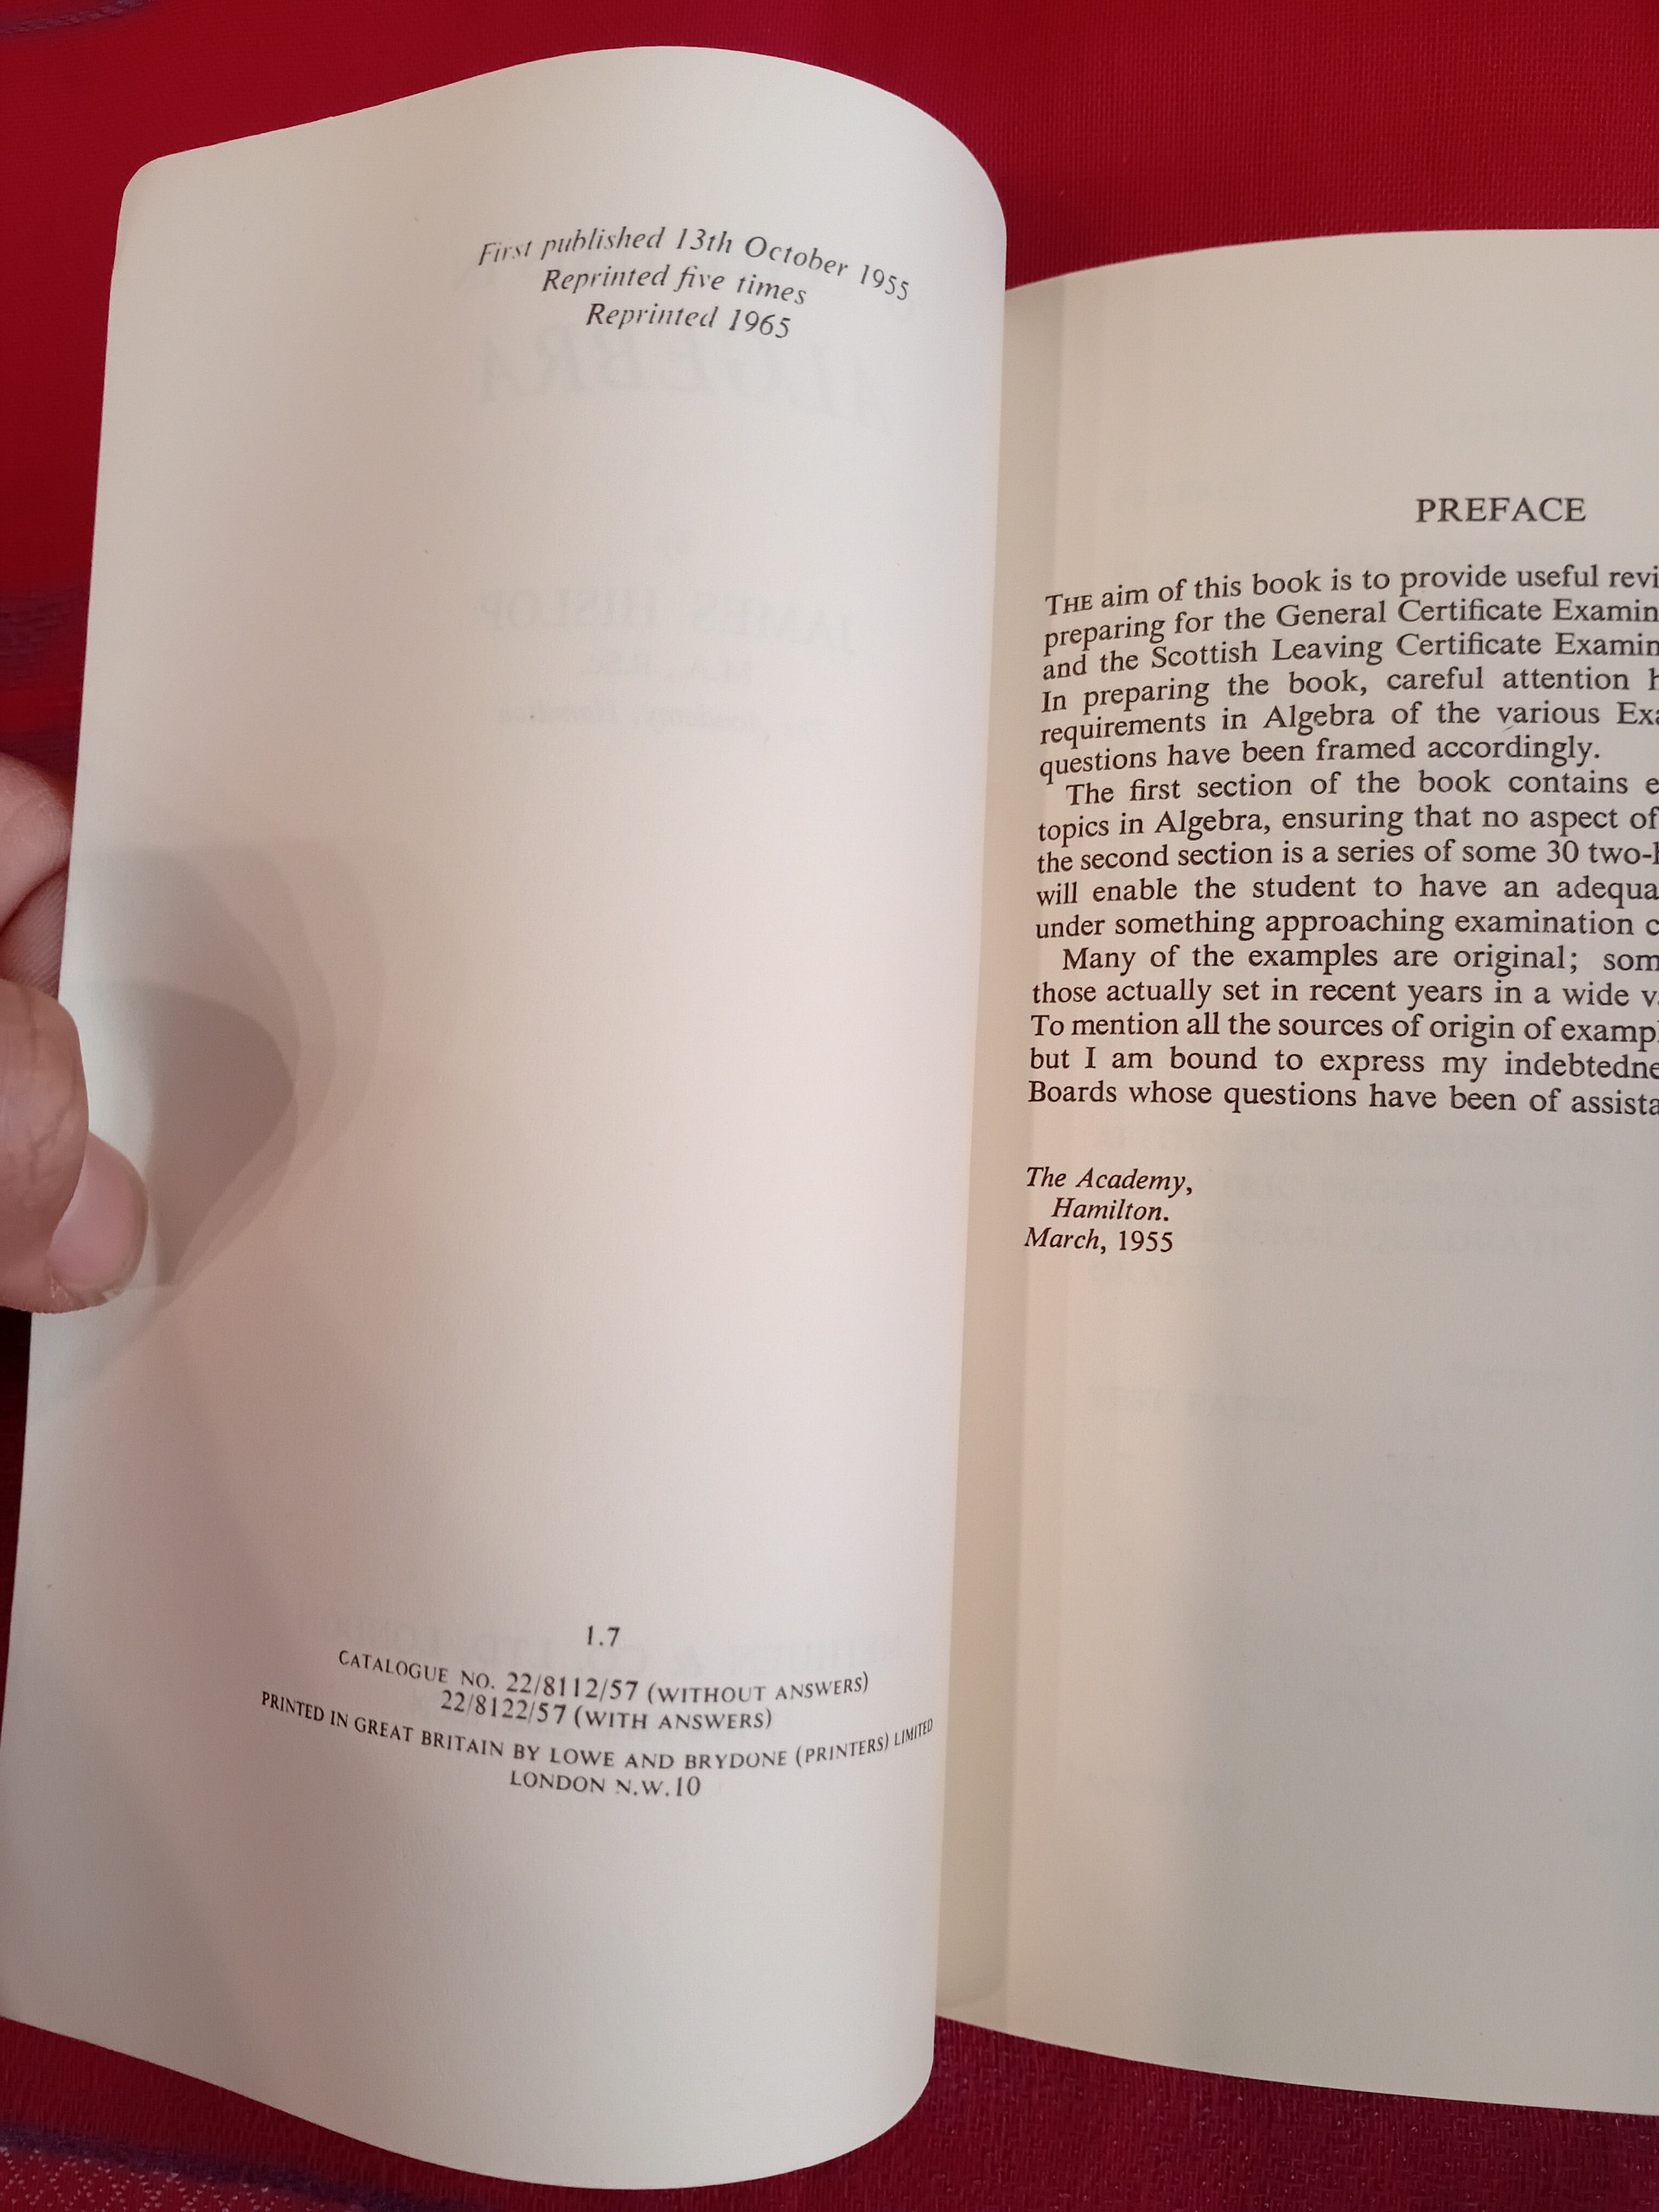 First published 13th October 1955
Reprinted five times
Reprinted 1965
ALGEBRA
JAMES HISLOP
M.A., B.Sc.
1.7
CATALOGUE NO. 22/8112/57 (WITHOUT ANSWERS)
22/8122/57 (WITH ANSWERS)
PRINTED IN GREAT BRITAIN BY LOWE AND BRYDONE (PRINTERS) LIMITED
LONDON N.W.10
PREFACE
THE aim of this book is to provide useful revi
preparing for the General Certificate Examin
and the Scottish Leaving Certificate Examin
In preparing the book, careful attention h
requirements in Algebra of the various Exa
questions have been framed accordingly.
The first section of the book contains e
topics in Algebra, ensuring that no aspect of
the second section is a series of some 30 two-h
will enable the student to have an adequa
under something approaching examination c
Many of the examples are original; som
those actually set in recent years in a wide va
To mention all the sources of origin of exampl
but I am bound to express my indebtedne
Boards whose questions have been of assista
The Academy,
Hamilton.
March, 1955